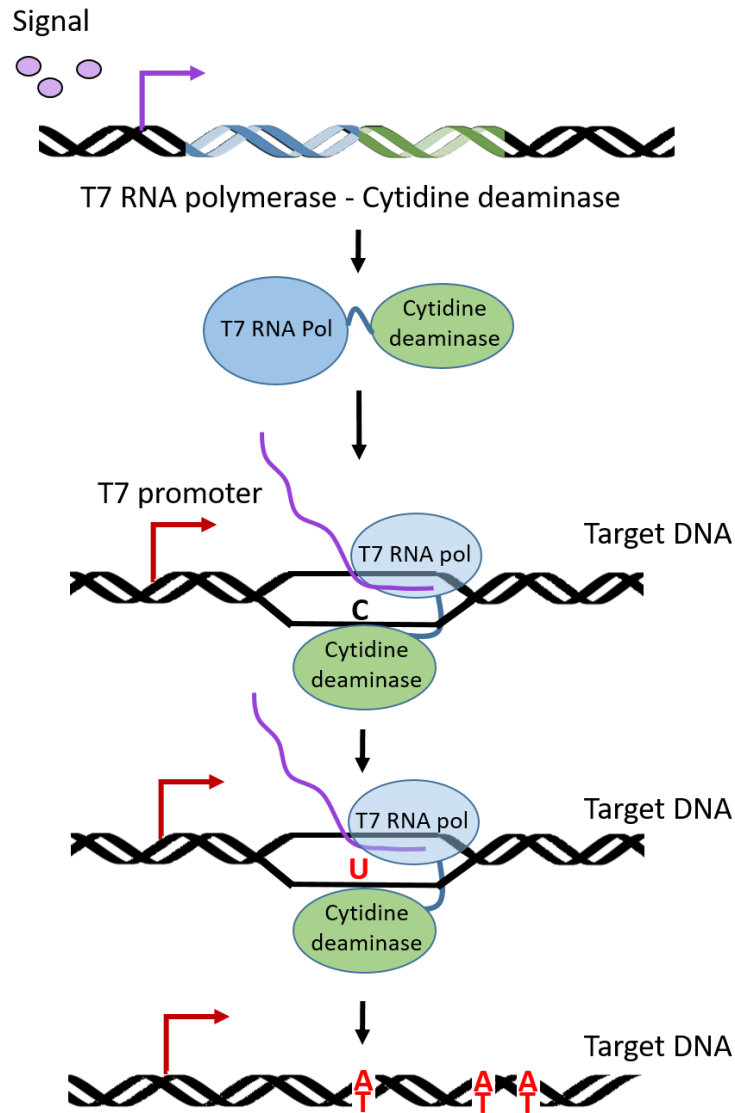 Signal
T7 RNA polymerase - Cytidine deaminase
T7 RNA Pol
Cytidine
deaminase
T7 promoter
Target DNA
T7 RNA pol
C
Cytidine
deaminase
Target DNA
T7 RNA pol
U
Cytidine
deaminase
Target DNA
A A A
T T T